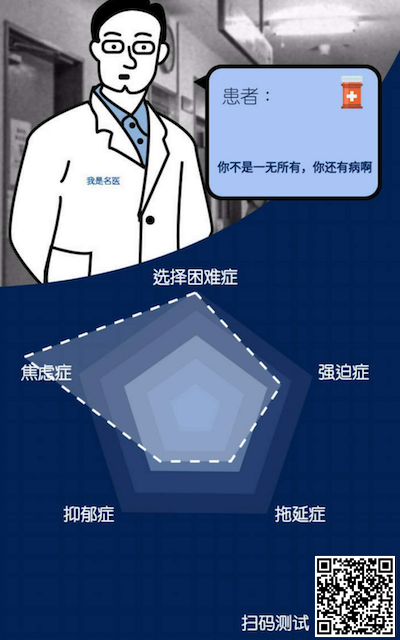 患者：
你不是一无所有，你还有病啊
我是名医
选择困难症
焦虑症
强迫症
抑郁症
拖延症
扫码测试